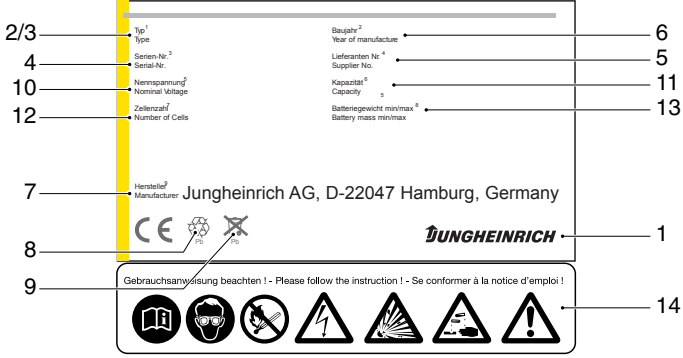 2/3 Typ1 Baujahr2 6
Type Year of manufacture
Serien-Nr.3 Lieferanten Nr.4 5
4 Serial-Nr. Supplier No.
10 Nennspannung5 Kapazität6 11
Nominal Voltage Capacity 5
12 Zellenzahl7 Batteriegewicht min/max8 13
Number of Cells Battery mass min/max
7 Hersteller9
Manufacturer Jungheinrich AG, D-22047 Hamburg, Germany
CE Pb Pb JUNGHEINRICH 1
8
9
Gebrauchsanweisung beachten ! - Please follow the instruction ! - Se conformer à la notice d'emploi !
14